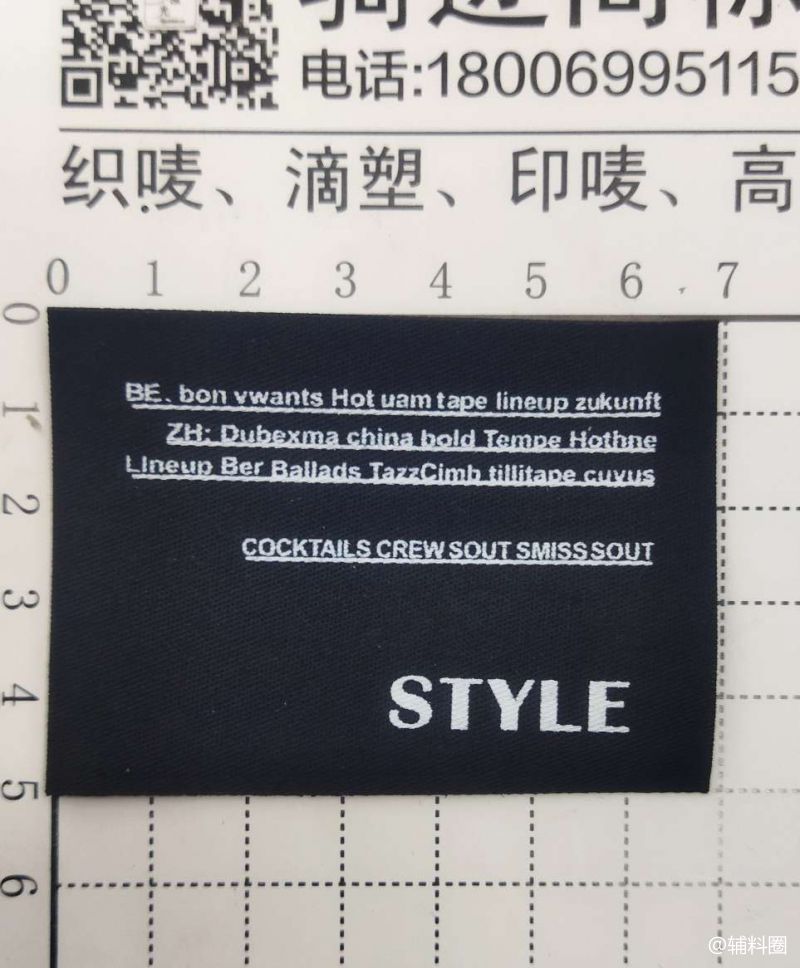 电话:18006995115
织唛、滴塑、印唛、高
0 1 2 3 4 5 6 7
0
1
2
3
4
5
6
BE. bon vwants Hot uam tape lineup zukunft
ZH: Dubexma china bold Tempe Hothne
Lineup Ber Ballads TazzCimb tillitape cuvus
COCKTAILS CREW SOUT SMISS SOUT
STYLE
@辅料圈